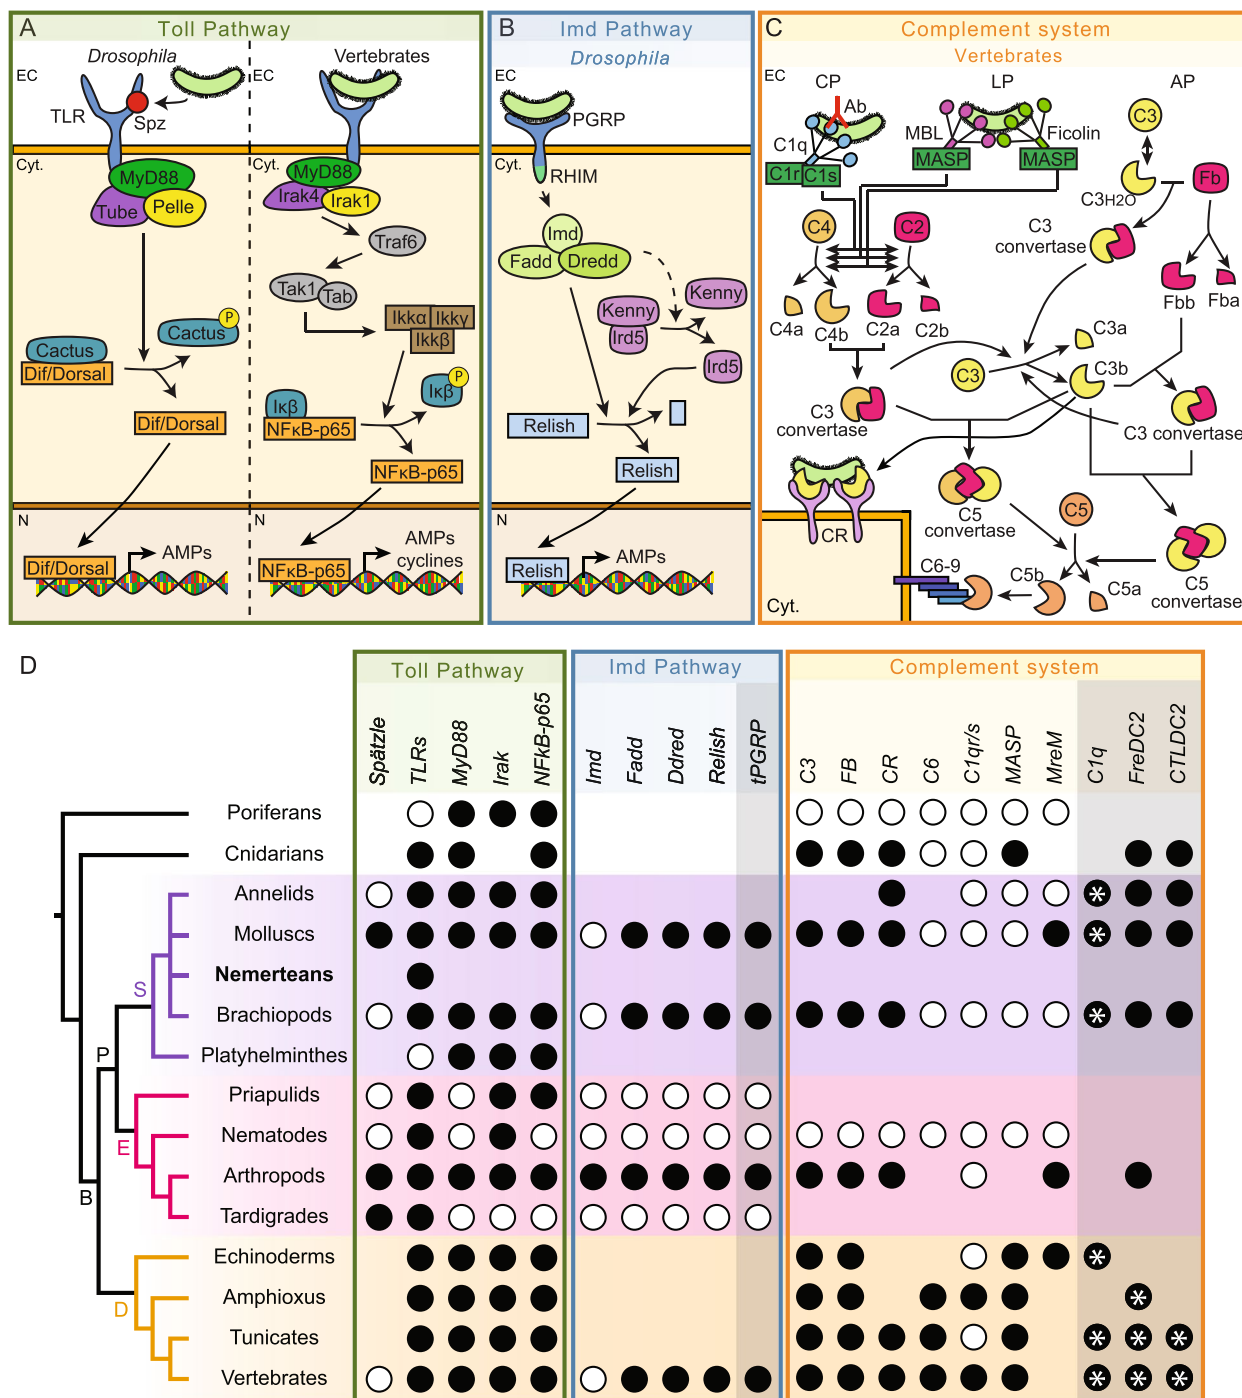 A
Toll Pathway
Drosophila
Vertebrates
EC
EC
TLR
Spz
Cyt.
Cyt.
MyD88
Tube
Pelle
MyD88
Irak4
Irak1
Traf6
Tak1
Tab
Ikkα
Ikkγ
Ikkβ
Cactus
P
Cactus
Dif/Dorsal
Dif/Dorsal
Iκβ
P
Iκβ
NFκB-p65
NFκB-p65
N
N
AMPs
AMPs
cyclines
Dif/Dorsal
NFκB-p65
B
Imd Pathway
Drosophila
EC
PGRP
Cyt.
RHIM
Imd
Fadd
Dredd
Kenny
Kenny
Ird5
Ird5
Relish
Relish
N
AMPs
Relish
C
Complement system
Vertebrates
EC
CP
LP
AP
Ab
C1q
C1r
C1s
MBL
MASP
Ficolin
MASP
C3
C3H2O
Fb
C3
convertase
C4
C2
Fbb
Fba
C4a
C4b
C2a
C2b
C3a
C3
C3b
C3
convertase
C3 convertase
CR
C5
convertase
C5
C6-9
C5b
C5a
C5
convertase
Cyt.
D
Toll Pathway
Imd Pathway
Complement system
Spätzle
TLRs
MyD88
Irak
NFkB-p65
Imd
Fadd
Ddred
Relish
tPGRP
C3
FB
CR
C6
C1qr/s
MASP
MreM
C1q
FreDC2
CTLDC2
Poriferans
Cnidarians
Annelids
*
Molluscs
*
Nemerteans
S
Brachiopods
*
P
Platyhelminthes
Priapulids
Nematodes
E
Arthropods
B
Tardigrades
Echinoderms
*
Amphioxus
*
D
Tunicates
* * *
Vertebrates
* * *